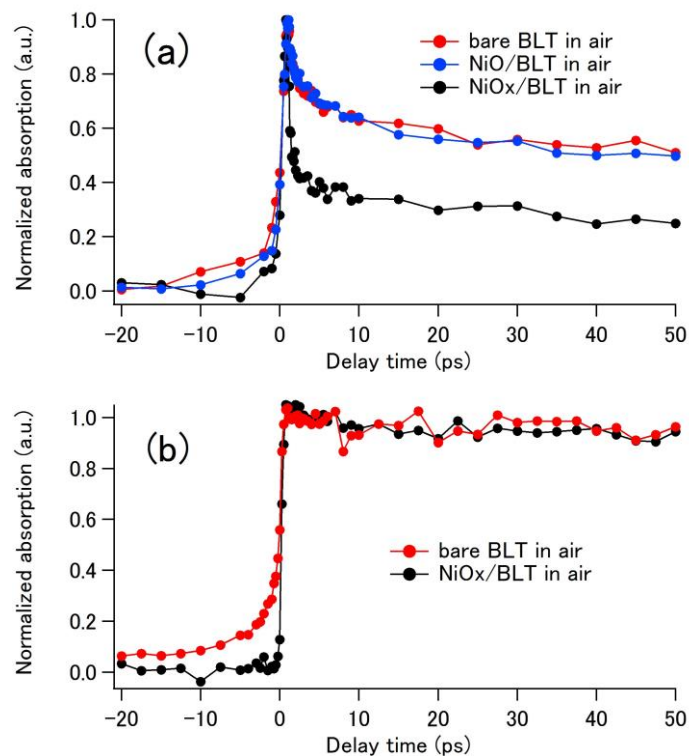 (a)
bare BLT in air
NiO/BLT in air
NiOx/BLT in air
Normalized absorption (a.u.)
1.0
0.8
0.6
0.4
0.2
0.0
−20 −10 0 10 20 30 40 50
Delay time (ps)
(b)
bare BLT in air
NiOx/BLT in air
Normalized absorption (a.u.)
1.0
0.8
0.6
0.4
0.2
0.0
−20 −10 0 10 20 30 40 50
Delay time (ps)